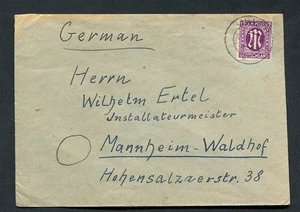 German
Herrn
Wilhelm Ertel
Installateurmeister
Mannheim-Waldhof
Hohensalzaerstr. 38